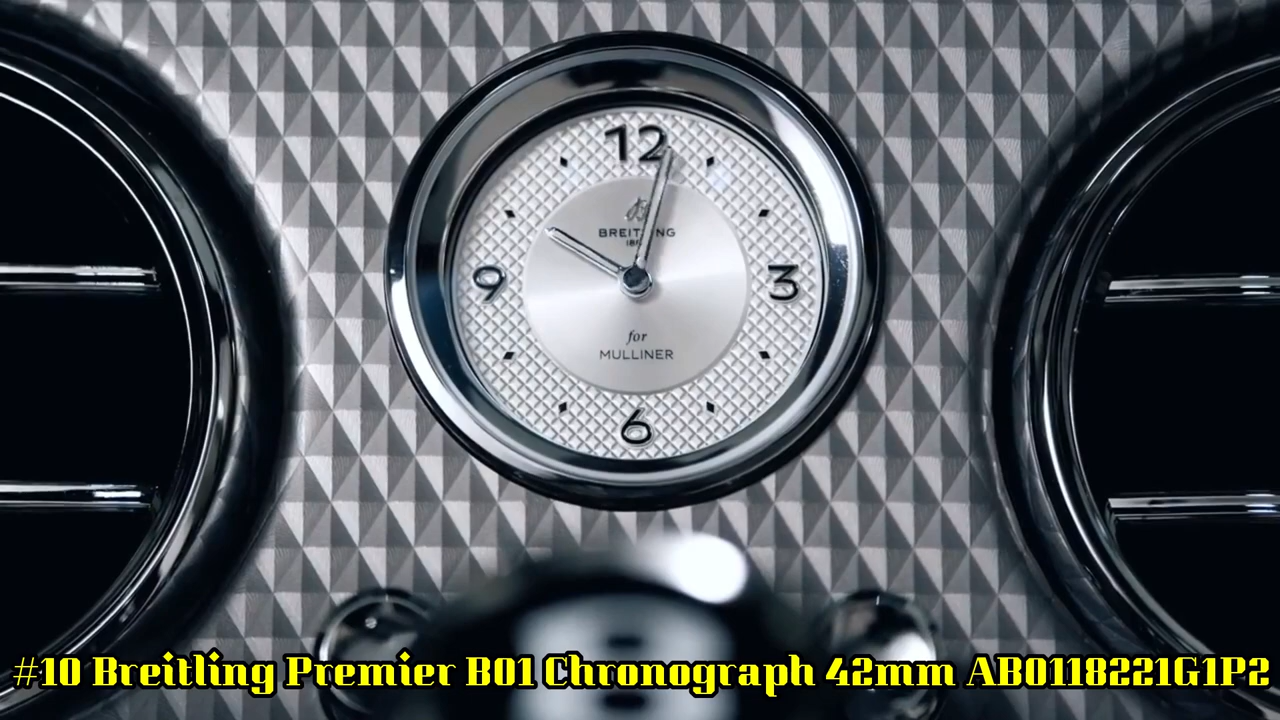 12
BREITLING
9
3
for
MULLINER
6
#10 Breitling Premier B01 Chronograph 42mm AB0118221G1P2